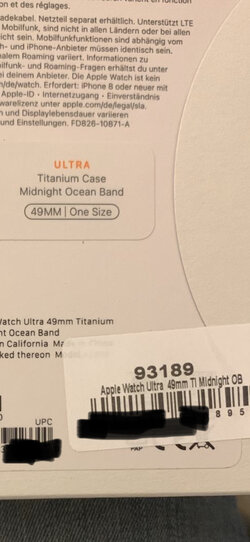 on et des réglages.
adekabel. Netzteil separat erhältlich. Unterstützt LTE
Mobilfunk, sind nicht in allen Ländern oder bei allen
icht sein. Mobilfunkfunktionen sind abhängig vom
h- und iPhone-Anbieter müssen identisch sein.
nalem Roaming variiert. Informationen zu
bilfunk- und Roaming-Fragen erhältst du unter
ei deinem Anbieter. Die Apple Watch ist kein
/de/watch. Erfordert: iPhone 8 oder neuer mit
Apple-ID • Internetzugang • Einverständnis
warelizenz unter apple.com/de/legal/sla.
n und Displaylebensdauer variieren
und Einstellungen. FD826-10871-A
ULTRA
Titanium Case
Midnight Ocean Band
49MM | One Size
Watch Ultra 49mm Titanium
t Ocean Band
n California
ked thereon
93189
Apple Watch Ultra 49mm Ti Midnight OB
895
UPC